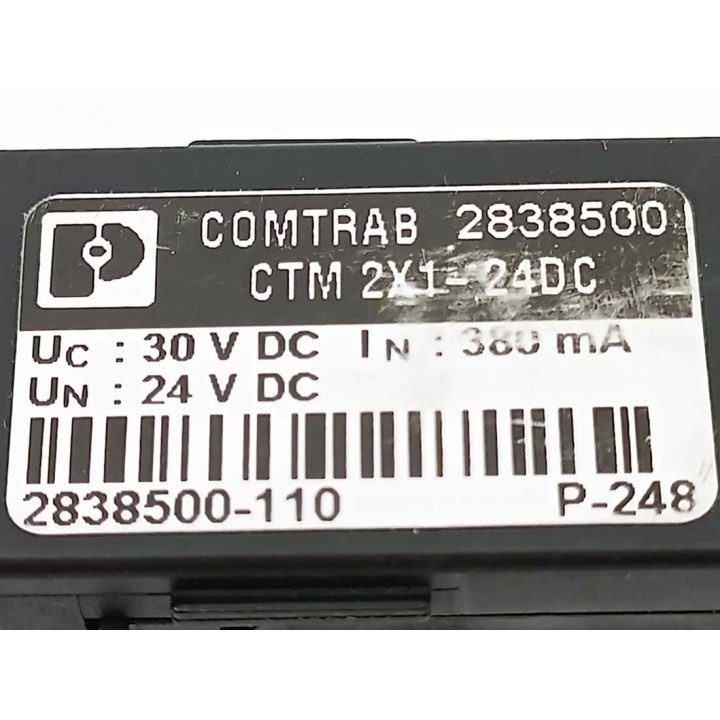 COMTRAB 2838500
CTM 2X1-24DC
UC : 30 V DC IN : 380 mA
UN : 24 V DC
2838500-110 P-248